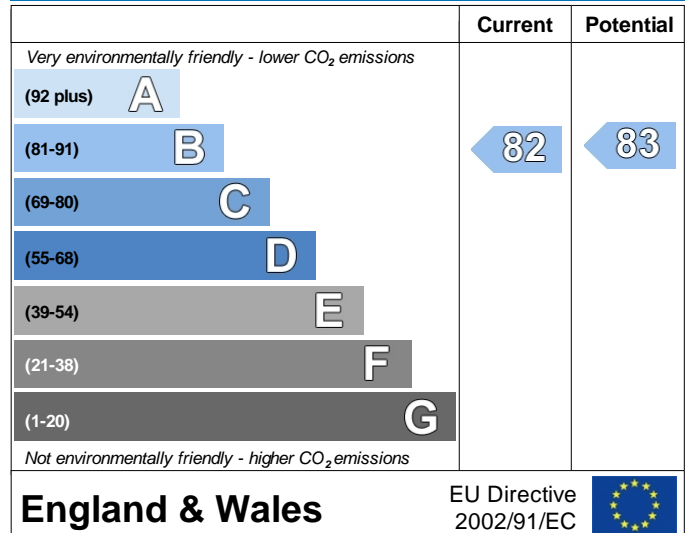 Current Potential
Very environmentally friendly - lower CO₂ emissions
(92 plus) A
(81-91) B 82 83
(69-80) C
(55-68) D
(39-54) E
(21-38) F
(1-20) G
Not environmentally friendly - higher CO₂ emissions
England & Wales
EU Directive
2002/91/EC